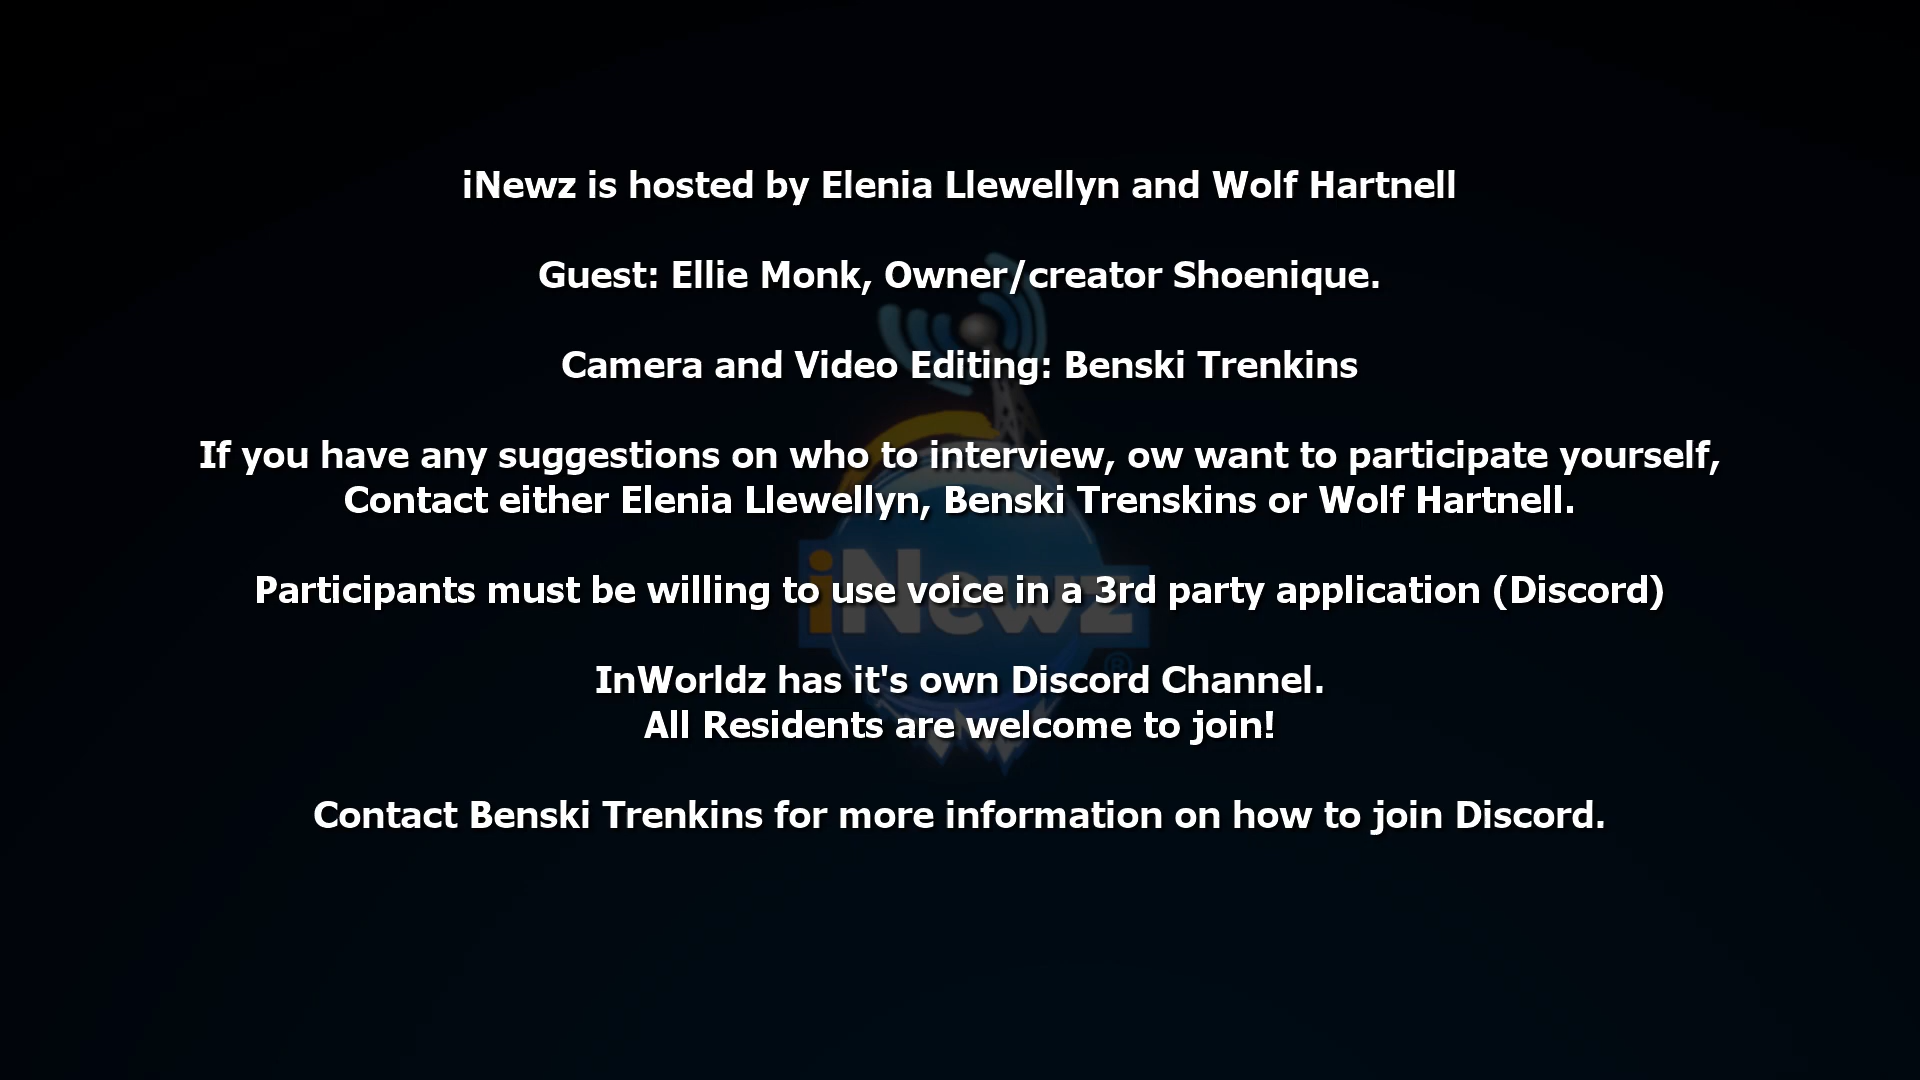 iNewz is hosted by Elenia Llewellyn and Wolf Hartnell
Guest: Ellie Monk, Owner/creator Shoenique.
Camera and Video Editing: Benski Trenkins
If you have any suggestions on who to interview, ow want to participate yourself,
Contact either Elenia Llewellyn, Benski Trenskins or Wolf Hartnell.
Participants must be willing to use voice in a 3rd party application (Discord)
iNewz
®
InWorldz has it's own Discord Channel.
All Residents are welcome to join!
Contact Benski Trenkins for more information on how to join Discord.